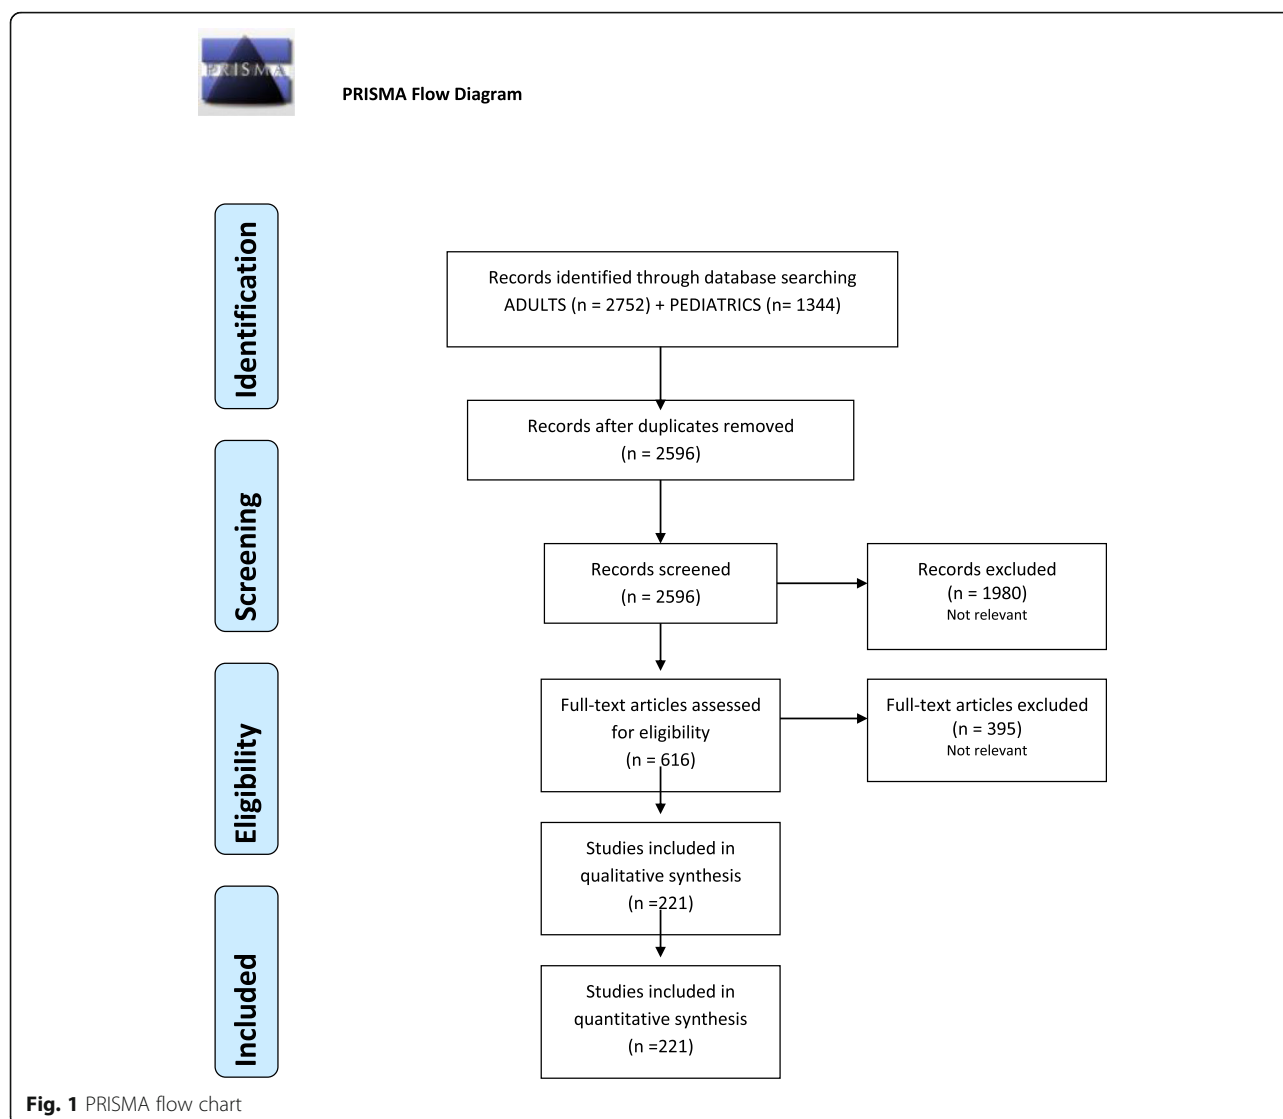 PRISMA
PRISMA Flow Diagram
Identification
Records identified through database searching
ADULTS (n = 2752) + PEDIATRICS (n= 1344)
Records after duplicates removed
(n = 2596)
Screening
Records screened
(n = 2596)
Records excluded
(n = 1980)
Not relevant
Eligibility
Full-text articles assessed
for eligibility
(n = 616)
Full-text articles excluded
(n = 395)
Not relevant
Studies included in
qualitative synthesis
(n =221)
Included
Studies included in
quantitative synthesis
(n =221)
Fig. 1 PRISMA flow chart